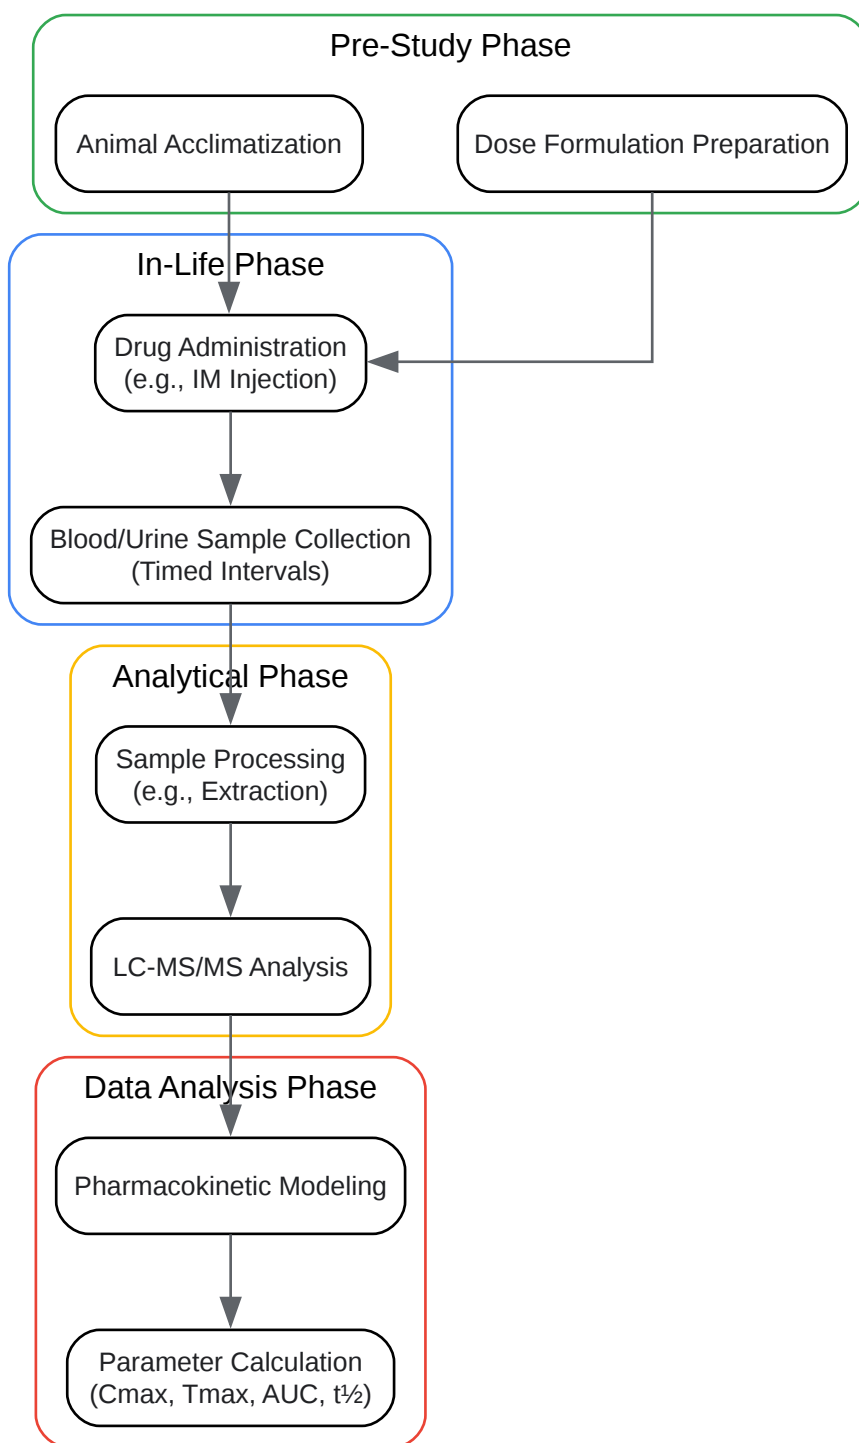 Pre-Study Phase
Animal Acclimatization
Dose Formulation Preparation
In-Life Phase
Drug Administration
(e.g., IM Injection)
Blood/Urine Sample Collection
(Timed Intervals)
Analytical Phase
Sample Processing
(e.g., Extraction)
LC-MS/MS Analysis
Data Analysis Phase
Pharmacokinetic Modeling
Parameter Calculation
(Cmax, Tmax, AUC, t½)